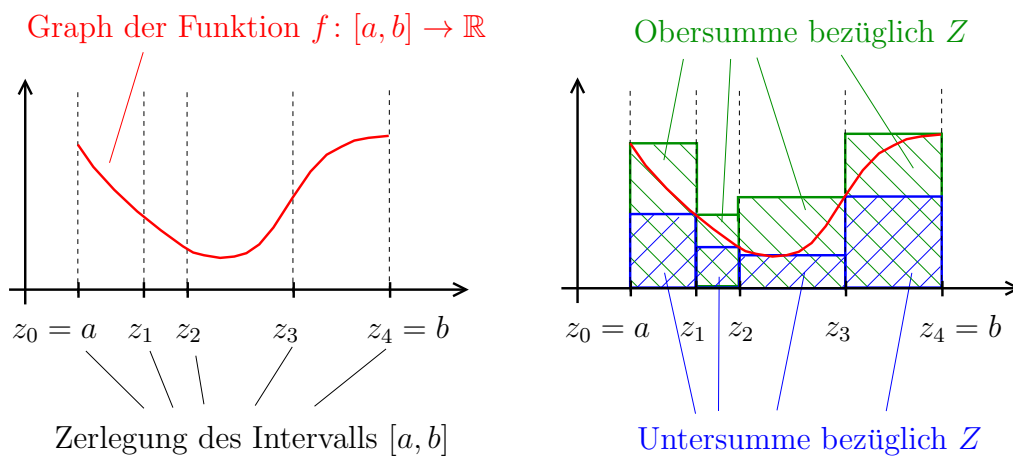 Graph der Funktion f: [a, b] → ℝ
z₀ = a z₁ z₂ z₃ z₄ = b
Zerlegung des Intervalls [a, b]
Obersumme bezüglich Z
z₀ = a z₁ z₂ z₃ z₄ = b
Untersumme bezüglich Z